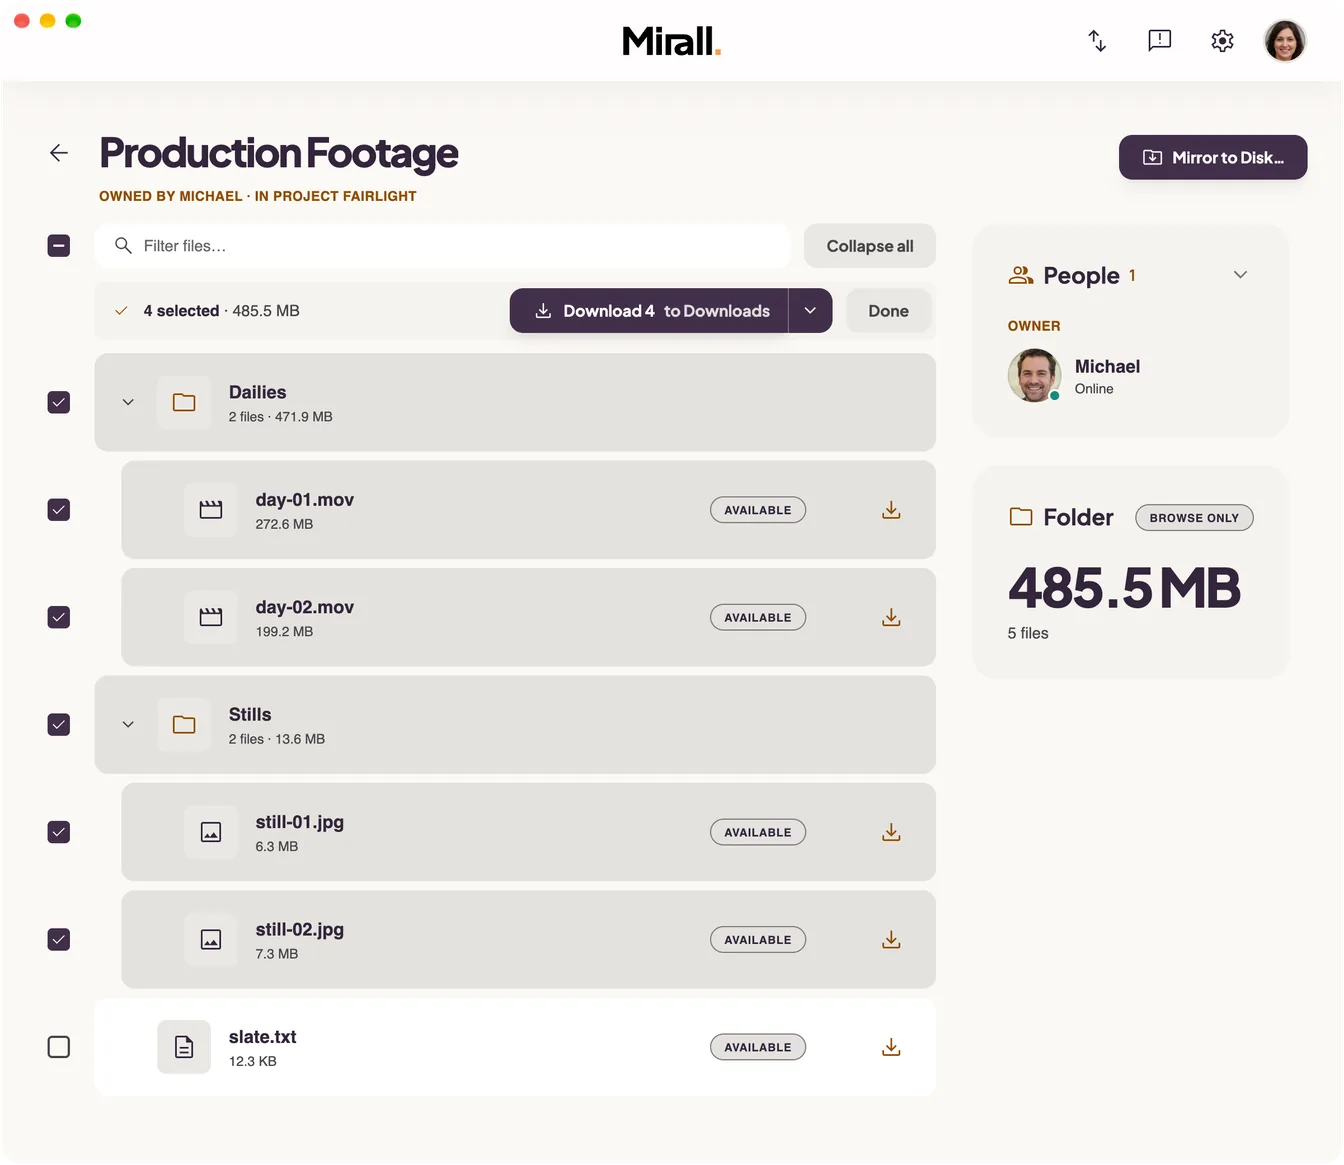 Mirall.
Production Footage
Mirror to Disk...
OWNED BY MICHAEL · IN PROJECT FAIRLIGHT
Filter files...
Collapse all
4 selected · 485.5 MB
Download 4 to Downloads
Done
Dailies
2 files · 471.9 MB
day-01.mov
272.6 MB
AVAILABLE
day-02.mov
199.2 MB
AVAILABLE
Stills
2 files · 13.6 MB
still-01.jpg
6.3 MB
AVAILABLE
still-02.jpg
7.3 MB
AVAILABLE
slate.txt
12.3 KB
AVAILABLE
People 1
OWNER
Michael
Online
Folder
BROWSE ONLY
485.5 MB
5 files